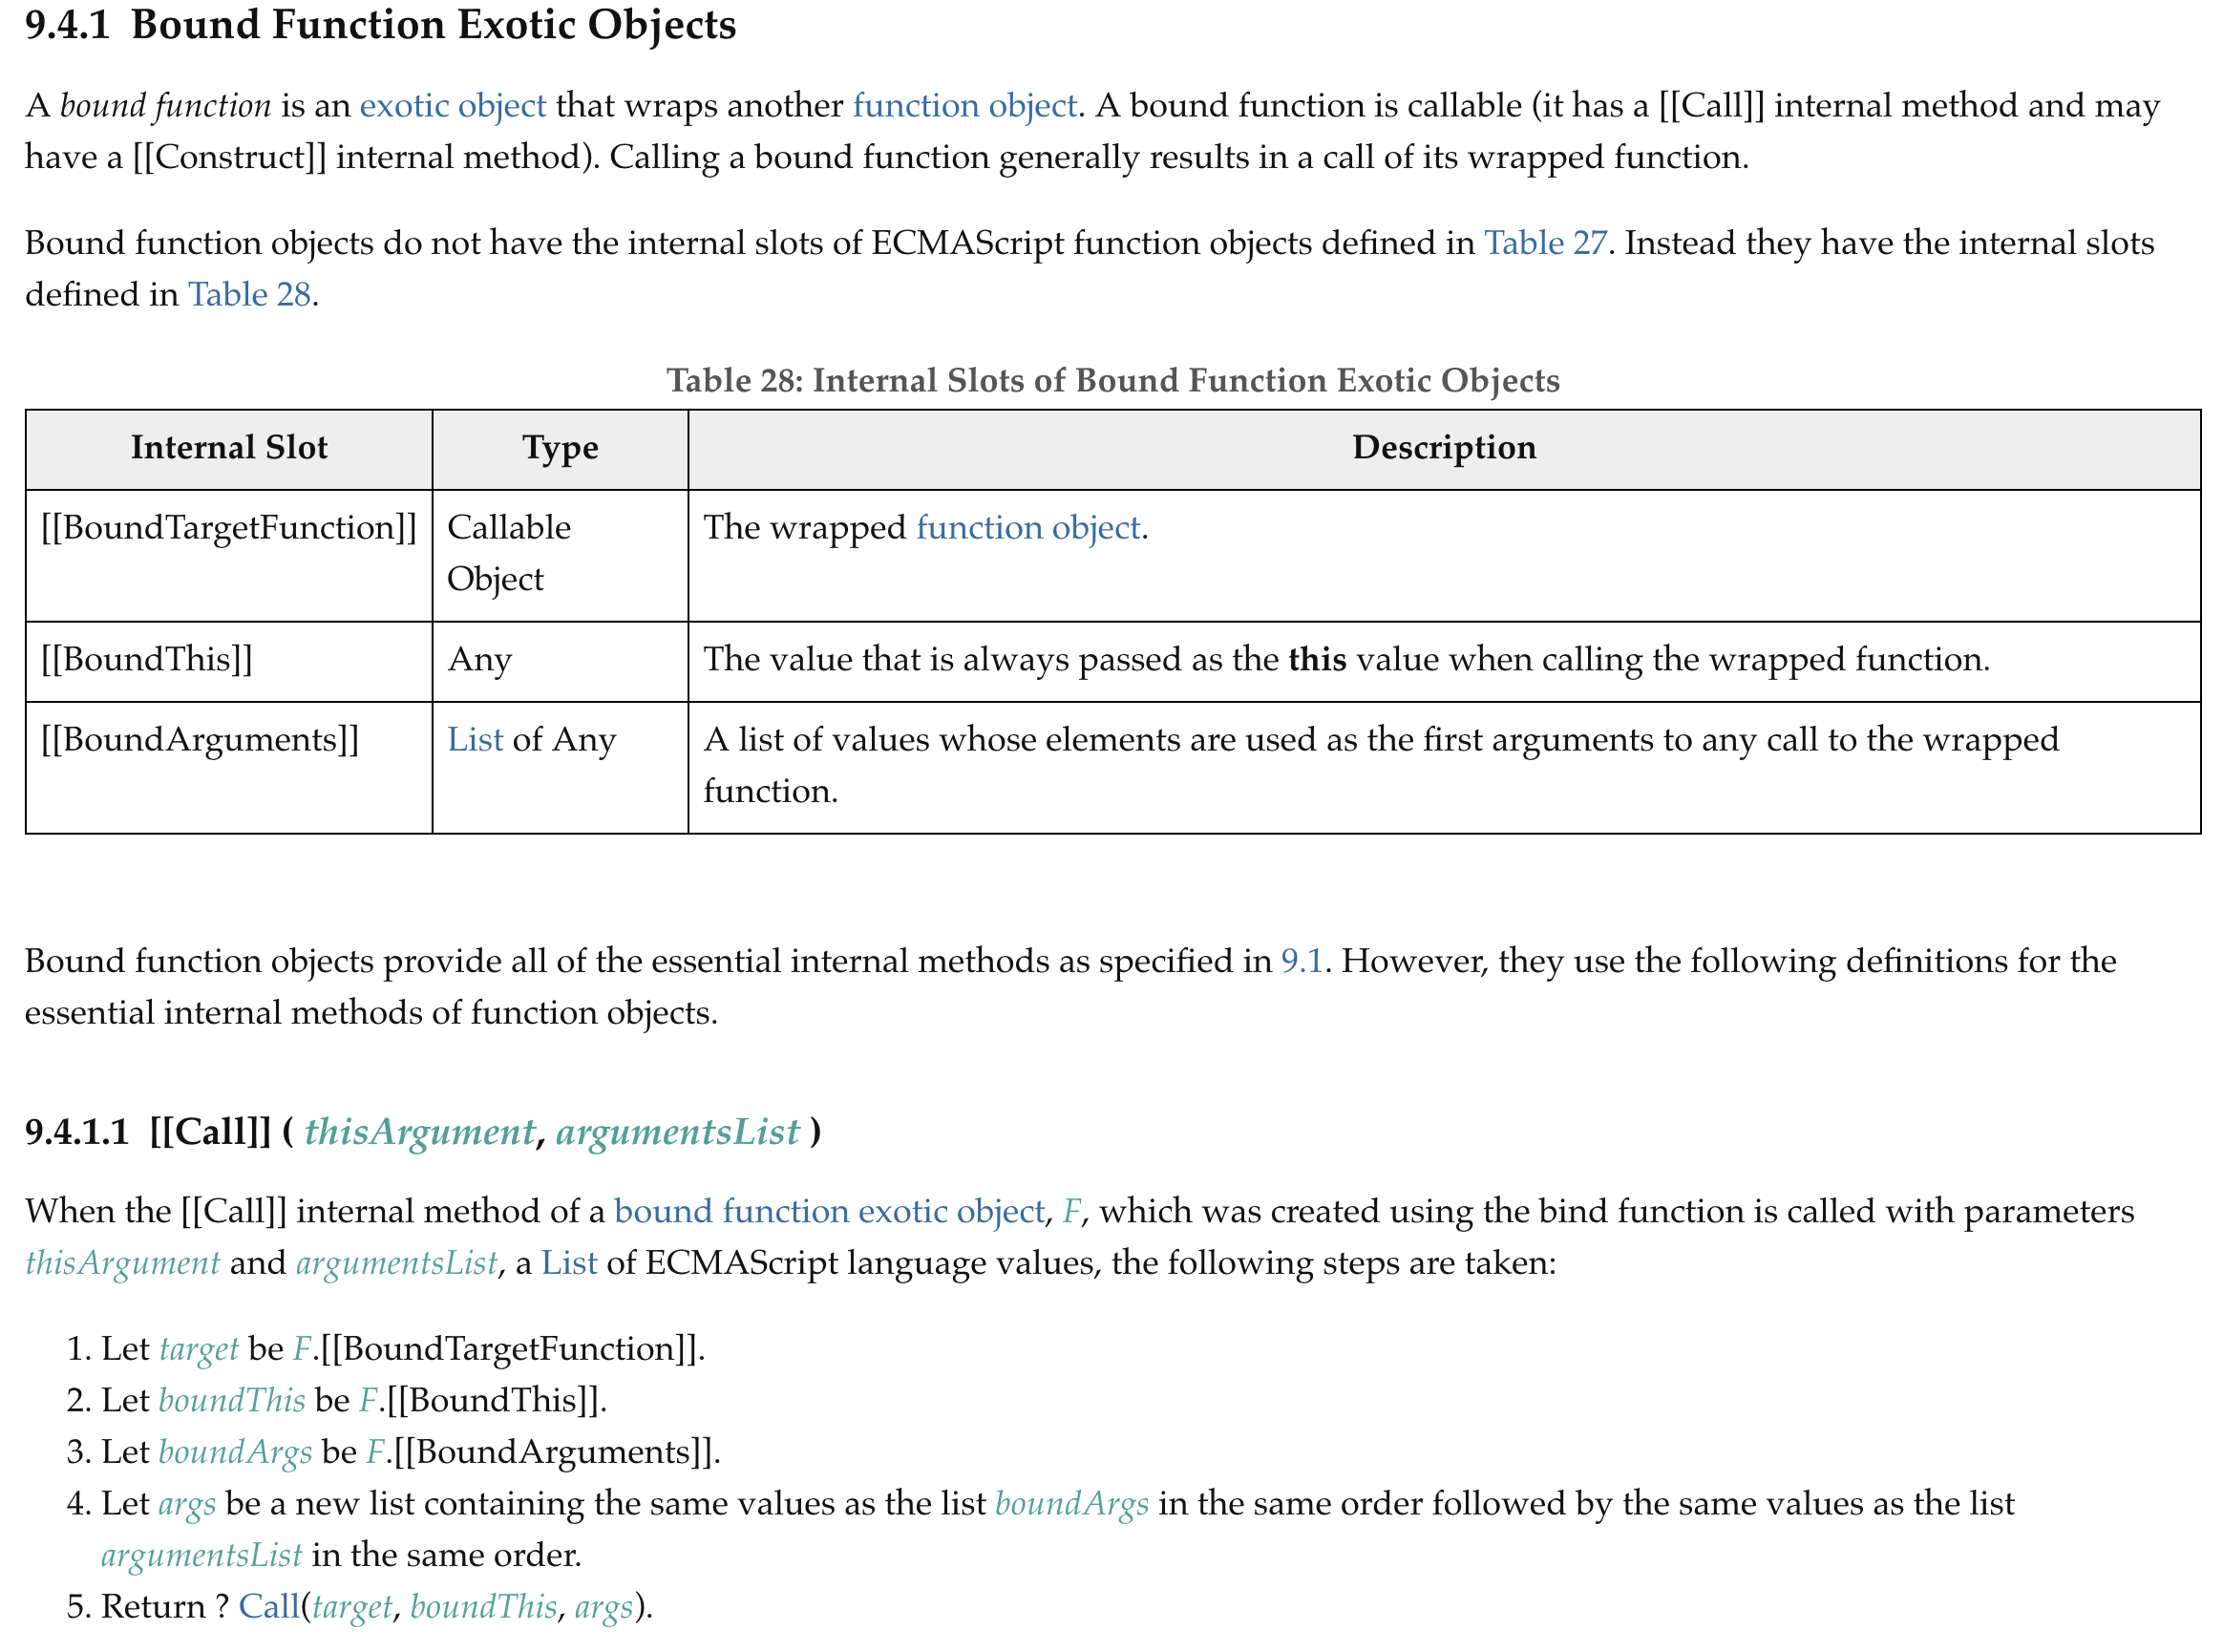 9.4.1 Bound Function Exotic Objects
A bound function is an exotic object that wraps another function object. A bound function is callable (it has a [[Call]] internal method and may
have a [[Construct]] internal method). Calling a bound function generally results in a call of its wrapped function.
Bound function objects do not have the internal slots of ECMAScript function objects defined in Table 27. Instead they have the internal slots
defined in Table 28.
Table 28: Internal Slots of Bound Function Exotic Objects
Internal Slot Type Description
[[BoundTargetFunction]] Callable The wrapped function object.
Object
[[BoundThis]] Any The value that is always passed as the this value when calling the wrapped function.
[[BoundArguments]] List of Any A list of values whose elements are used as the first arguments to any call to the wrapped
function.
Bound function objects provide all of the essential internal methods as specified in 9.1. However, they use the following definitions for the
essential internal methods of function objects.
9.4.1.1 [[Call]] ( thisArgument, argumentsList )
When the [[Call]] internal method of a bound function exotic object, F, which was created using the bind function is called with parameters
thisArgument and argumentsList, a List of ECMAScript language values, the following steps are taken:
1. Let target be F.[[BoundTargetFunction]].
2. Let boundThis be F.[[BoundThis]].
3. Let boundArgs be F.[[BoundArguments]].
4. Let args be a new list containing the same values as the list boundArgs in the same order followed by the same values as the list
argumentsList in the same order.
5. Return ? Call(target, boundThis, args).